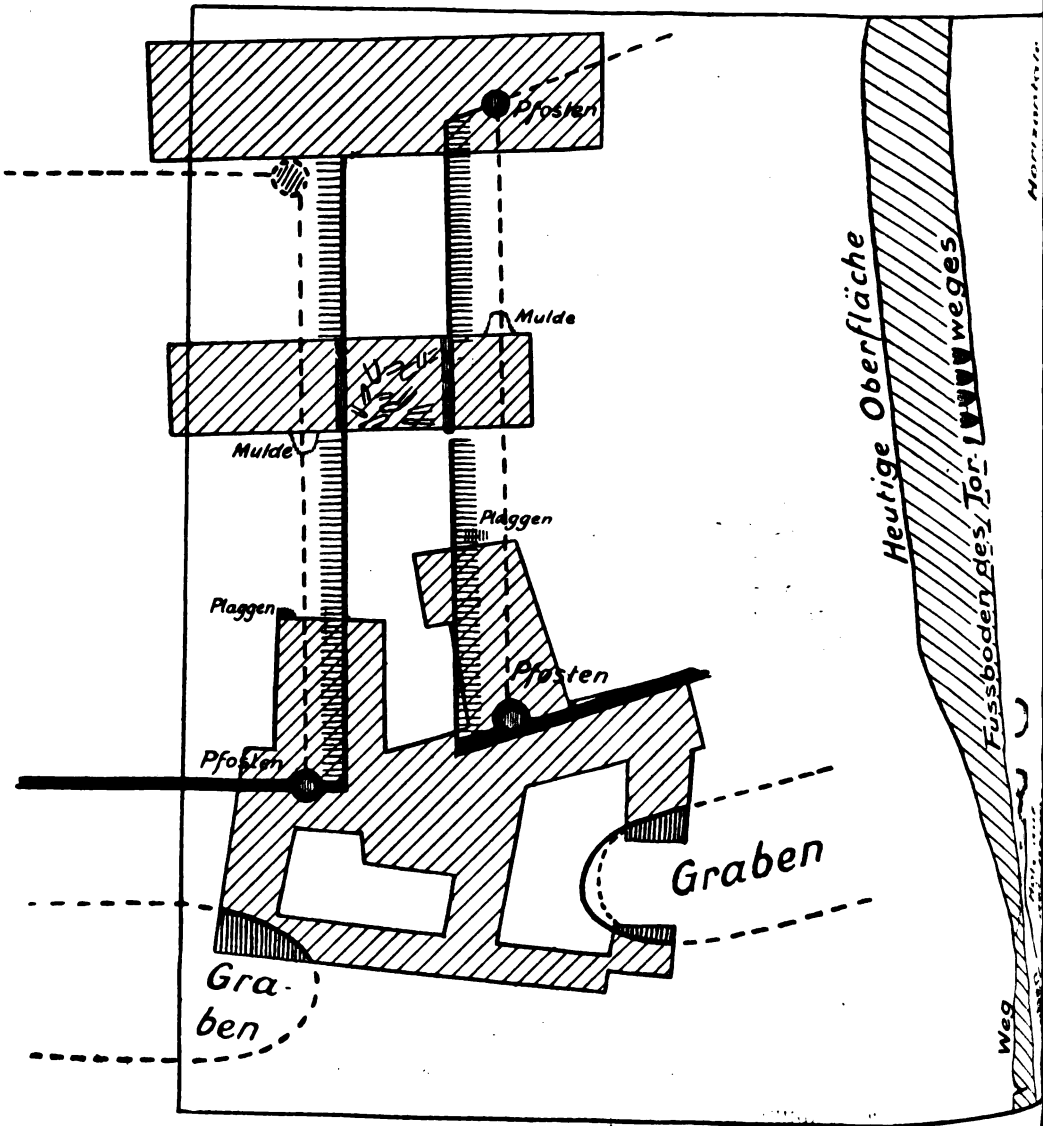 Pfosten
Mulde
Mulde
Plaggen
Plaggen
Pfosten
Pfosten
Graben
Gra-
ben
Heutige Oberfläche
Fussboden des Tor-weges
Weg